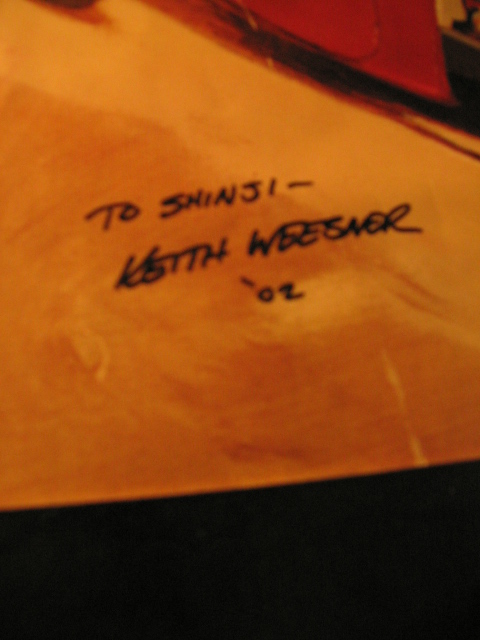 TO SHINJI-
KEITH WEESNER
'02